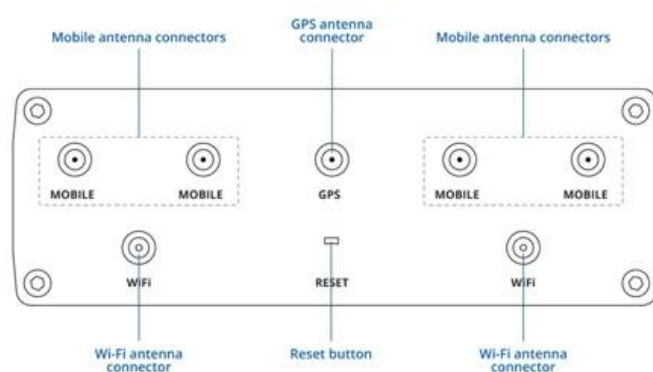 Mobile antenna connectors
GPS antenna
connector
Mobile antenna connectors
MOBILE
MOBILE
GPS
MOBILE
MOBILE
WiFi
RESET
WiFi
Wi-Fi antenna
connector
Reset button
Wi-Fi antenna
connector